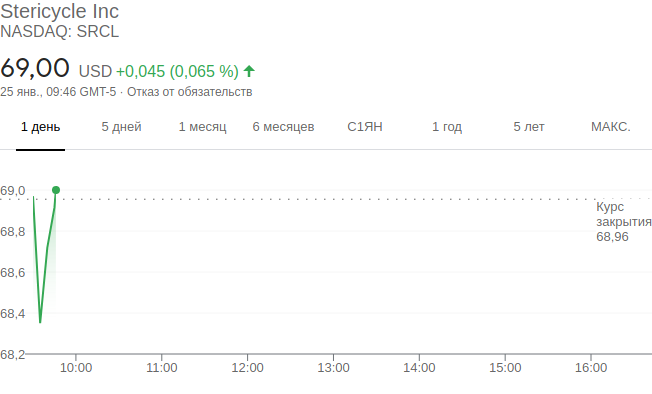 Stericycle Inc
NASDAQ: SRCL
69,00 USD +0,045 (0,065 %)
25 янв., 09:46 GMT-5 · Отказ от обязательств
1 день 5 дней 1 месяц 6 месяцев С1ЯН 1 год 5 лет МАКС.
69,0
Курс
закрытия
68,96
68,8
68,6
68,4
68,2
10:00 11:00 12:00 13:00 14:00 15:00 16:00